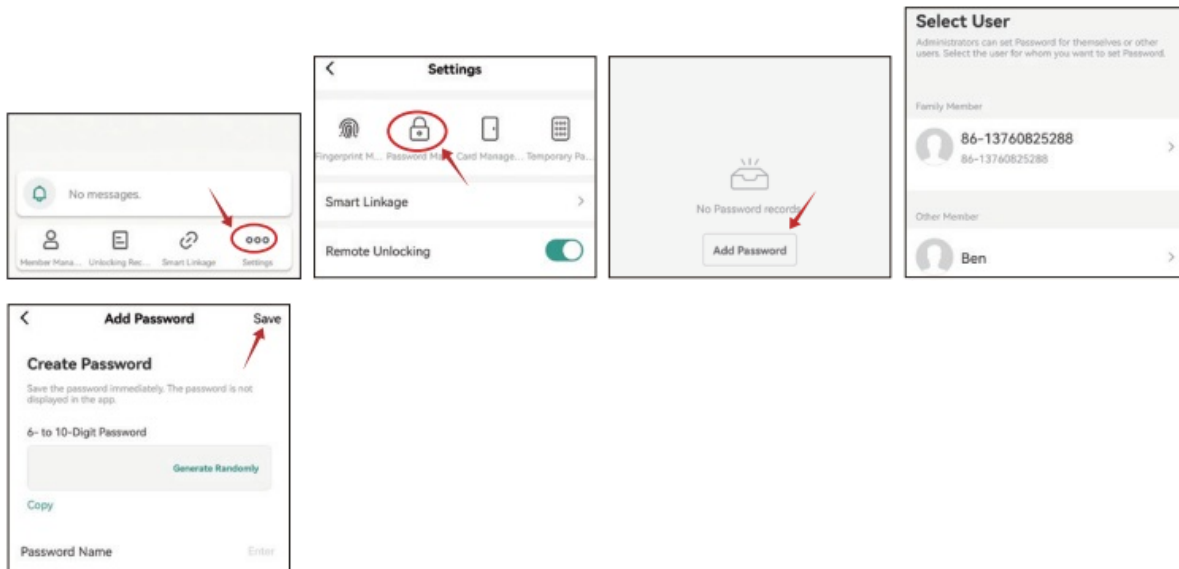 No messages.
Member Mana...
Unlocking Rec...
Smart Linkage
Settings
Settings
Fingerprint M...
Password Ma
Card Manage...
Temporary Pa...
Smart Linkage
Remote Unlocking
No Password records
Add Password
Select User
Administrators can set Password for themselves or other
users. Select the user for whom you want to set Password.
Family Member
86-13760825288
86-13760825288
Other Member
Ben
Add Password
Save
Create Password
Save the password immediately. The password is not
displayed in the app.
6- to 10-Digit Password
Generate Randomly
Copy
Password Name
Enter